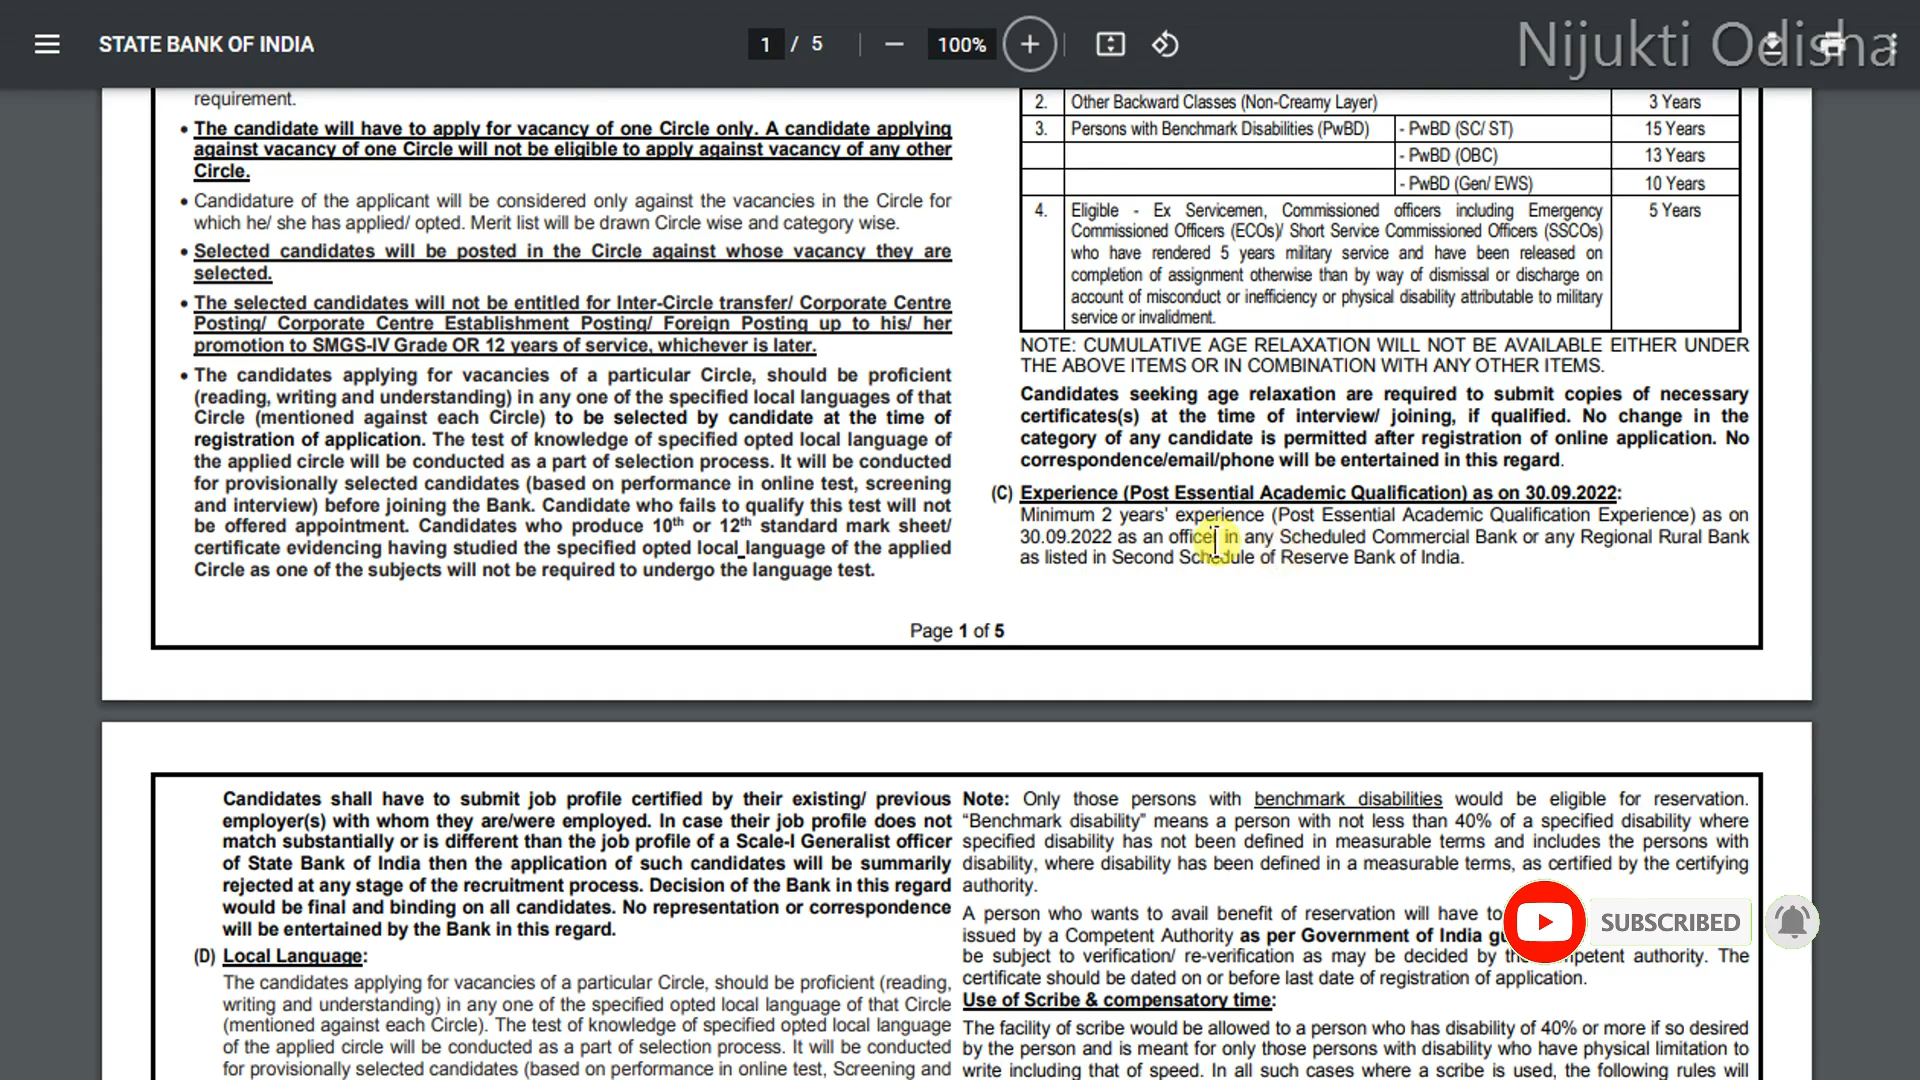 STATE BANK OF INDIA
1 / 5
100%
Nijukti Odisha
requirement.
• The candidate will have to apply for vacancy of one Circle only. A candidate applying
against vacancy of one Circle will not be eligible to apply against vacancy of any other
Circle.
• Candidature of the applicant will be considered only against the vacancies in the Circle for
which he/ she has applied/ opted. Merit list will be drawn Circle wise and category wise.
• Selected candidates will be posted in the Circle against whose vacancy they are
selected.
• The selected candidates will not be entitled for Inter-Circle transfer/ Corporate Centre
Posting/ Corporate Centre Establishment Posting/ Foreign Posting up to his/ her
promotion to SMGS-IV Grade OR 12 years of service, whichever is later.
• The candidates applying for vacancies of a particular Circle, should be proficient
(reading, writing and understanding) in any one of the specified local languages of that
Circle (mentioned against each Circle) to be selected by candidate at the time of
registration of application. The test of knowledge of specified opted local language of
the applied circle will be conducted as a part of selection process. It will be conducted
for provisionally selected candidates (based on performance in online test, screening
and interview) before joining the Bank. Candidate who fails to qualify this test will not
be offered appointment. Candidates who produce 10th or 12th standard mark sheet/
certificate evidencing having studied the specified opted local language of the applied
Circle as one of the subjects will not be required to undergo the language test.
2. Other Backward Classes (Non-Creamy Layer) 3 Years
3. Persons with Benchmark Disabilities (PwBD) - PwBD (SC/ ST) 15 Years
- PwBD (OBC) 13 Years
- PwBD (Gen/ EWS) 10 Years
4. Eligible - Ex Servicemen, Commissioned officers including Emergency 5 Years
Commissioned Officers (ECOs)/ Short Service Commissioned Officers (SSCOs)
who have rendered 5 years military service and have been released on
completion of assignment otherwise than by way of dismissal or discharge on
account of misconduct or inefficiency or physical disability attributable to military
service or invalidment.
NOTE: CUMULATIVE AGE RELAXATION WILL NOT BE AVAILABLE EITHER UNDER
THE ABOVE ITEMS OR IN COMBINATION WITH ANY OTHER ITEMS.
Candidates seeking age relaxation are required to submit copies of necessary
certificates(s) at the time of interview/ joining, if qualified. No change in the
category of any candidate is permitted after registration of online application. No
correspondence/email/phone will be entertained in this regard.
(C) Experience (Post Essential Academic Qualification) as on 30.09.2022:
Minimum 2 years' experience (Post Essential Academic Qualification Experience) as on
30.09.2022 as an officer in any Scheduled Commercial Bank or any Regional Rural Bank
as listed in Second Schedule of Reserve Bank of India.
Page 1 of 5
Candidates shall have to submit job profile certified by their existing/ previous
employer(s) with whom they are/were employed. In case their job profile does not
match substantially or is different than the job profile of a Scale-I Generalist officer
of State Bank of India then the application of such candidates will be summarily
rejected at any stage of the recruitment process. Decision of the Bank in this regard
would be final and binding on all candidates. No representation or correspondence
will be entertained by the Bank in this regard.
(D) Local Language:
The candidates applying for vacancies of a particular Circle, should be proficient (reading,
writing and understanding) in any one of the specified opted local language of that Circle
(mentioned against each Circle). The test of knowledge of specified opted local language
of the applied circle will be conducted as a part of selection process. It will be conducted
for provisionally selected candidates (based on performance in online test, Screening and
Note: Only those persons with benchmark disabilities would be eligible for reservation.
“Benchmark disability” means a person with not less than 40% of a specified disability where
specified disability has not been defined in measurable terms and includes the persons with
disability, where disability has been defined in a measurable terms, as certified by the certifying
authority.
A person who wants to avail benefit of reservation will have to
issued by a Competent Authority as per Government of India
be subject to verification/ re-verification as may be decided by the Competent authority. The
certificate should be dated on or before last date of registration of application.
Use of Scribe & compensatory time:
The facility of scribe would be allowed to a person who has disability of 40% or more if so desired
by the person and is meant for only those persons with disability who have physical limitation to
write including that of speed. In all such cases where a scribe is used, the following rules will
SUBSCRIBED